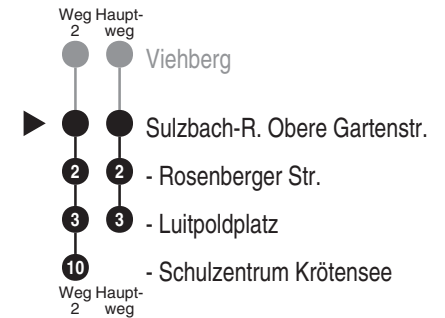 Weg Haupt-
2 weg
Viehberg
Sulzbach-R. Obere Gartenstr.
2 2 - Rosenberger Str.
3 3 - Luitpoldplatz
10 - Schulzentrum Krötensee
Weg Haupt-
2 weg